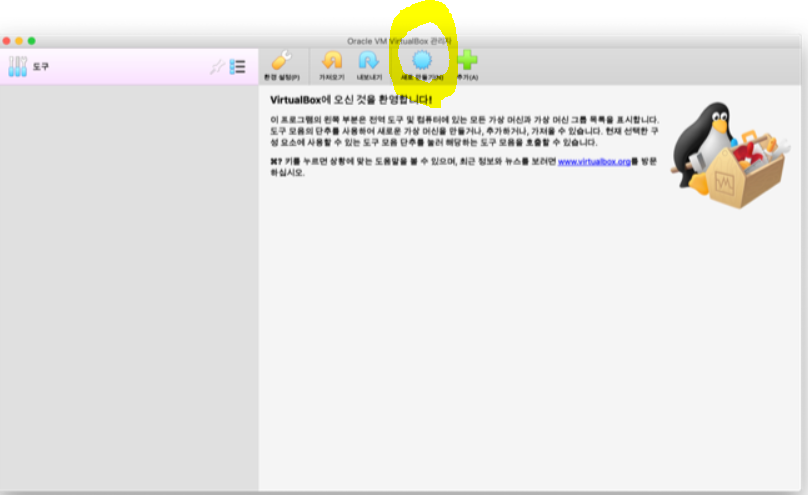 Oracle VM VirtualBox 관리자
도구
환경 설정(P)
가져오기
내보내기
새로 만들기(N)
추가(A)
VirtualBox에 오신 것을 환영합니다!
이 프로그램의 왼쪽 부분은 전역 도구 및 컴퓨터에 있는 모든 가상 머신과 가상 머신 그룹 목록을 표시합니다.
도구 모음의 단추를 사용하여 새로운 가상 머신을 만들거나, 추가하거나, 가져올 수 있습니다. 현재 선택한 구
성 요소에 사용할 수 있는 도구 모음 단추를 눌러 해당하는 도구 모음을 호출할 수 있습니다.
⌘? 키를 누르면 상황에 맞는 도움말을 볼 수 있으며, 최근 정보와 뉴스를 보려면 www.virtualbox.org를 방문
하십시오.